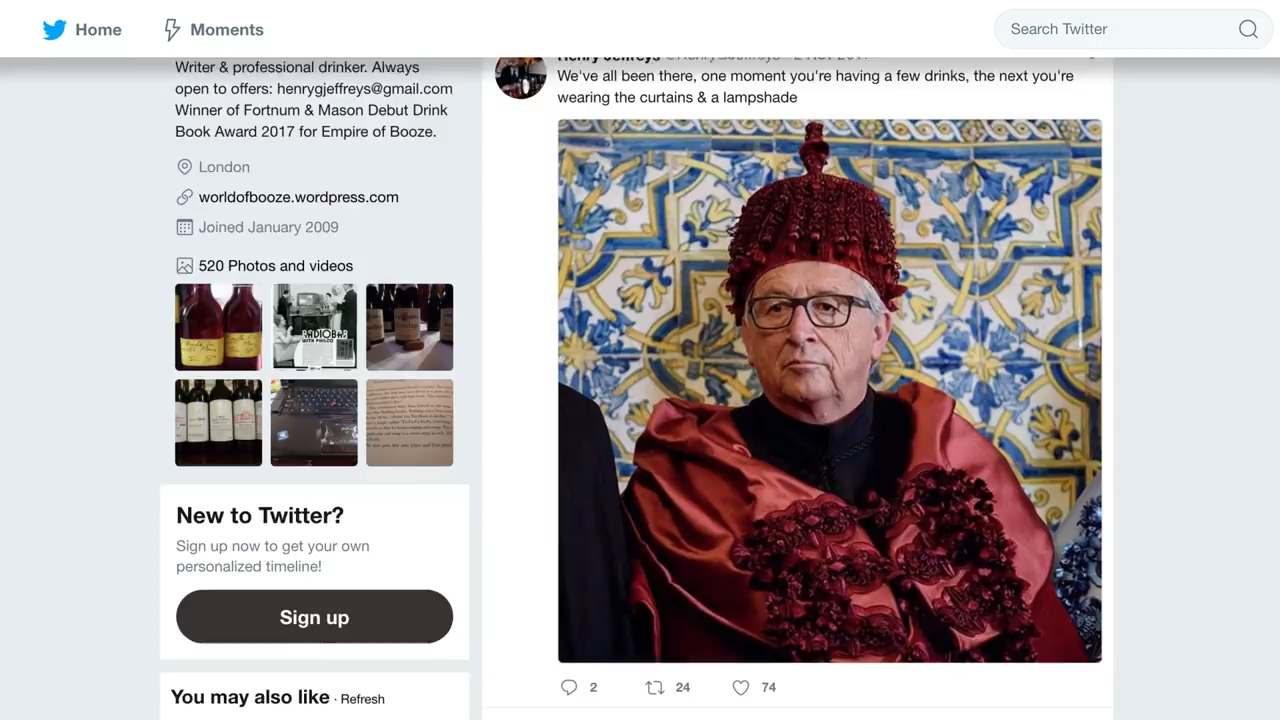 Home
Moments
Search Twitter
Writer & professional drinker. Always
open to offers: henrygjeffreys@gmail.com
Winner of Fortnum & Mason Debut Drink
Book Award 2017 for Empire of Booze.
London
worldofbooze.wordpress.com
Joined January 2009
520 Photos and videos
RADIOBAR
WITH PHILCO
New to Twitter?
Sign up now to get your own
personalized timeline!
Sign up
You may also like · Refresh
Henry Jeffreys
We've all been there, one moment you're having a few drinks, the next you're
wearing the curtains & a lampshade
2
24
74